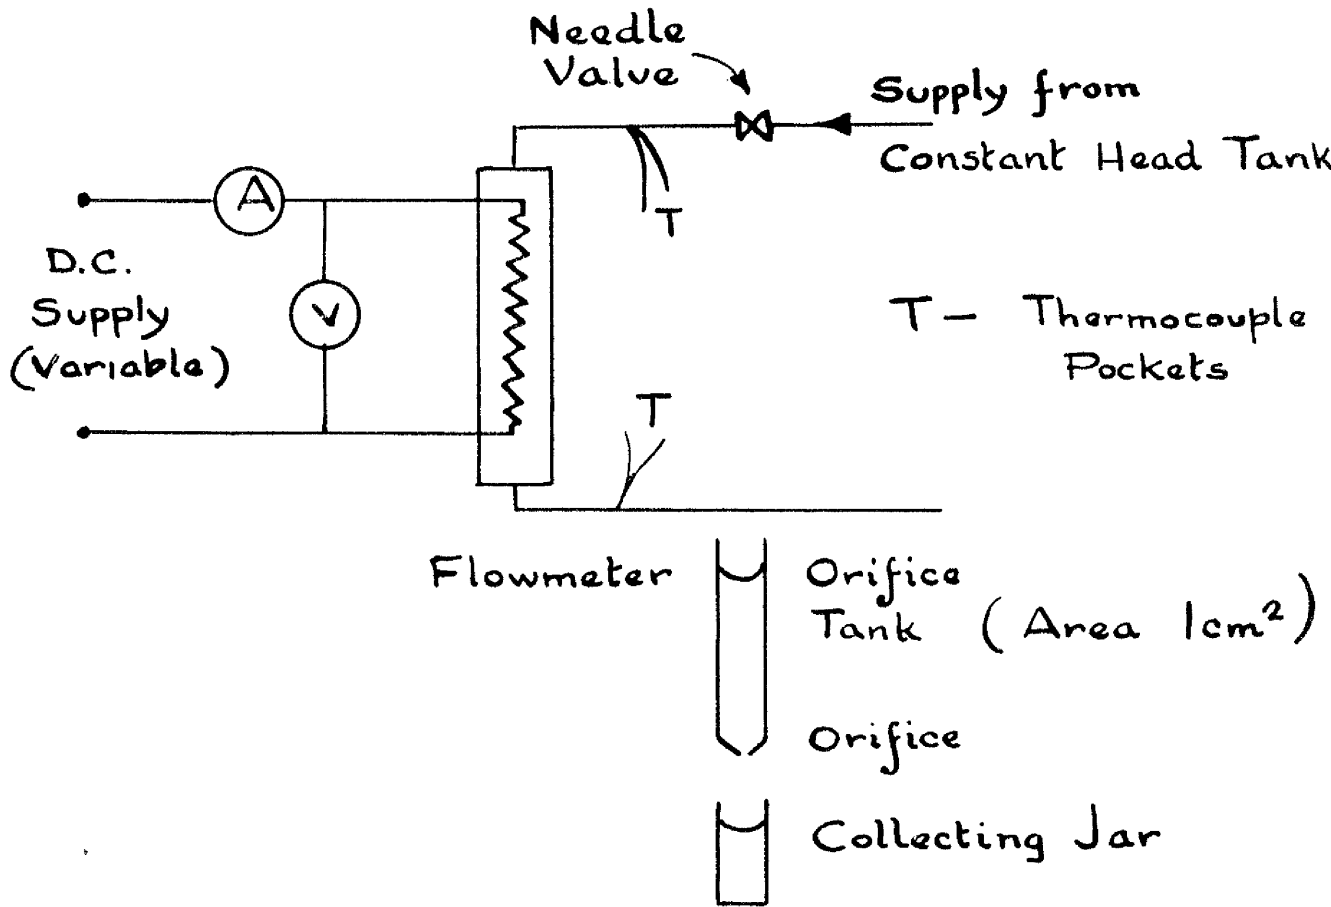 Needle
Valve
Supply from
Constant Head Tank
A
T
D.C.
Supply
(Variable)
V
T – Thermocouple
Pockets
T
Flowmeter
Orifice
Tank (Area 1cm²)
Orifice
Collecting Jar